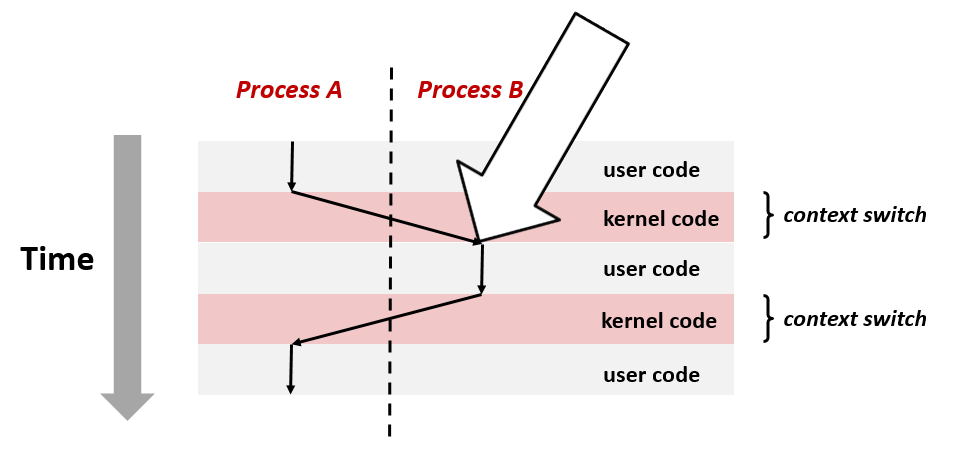 Process A
Process B
user code
kernel code
context switch
Time
user code
kernel code
context switch
user code